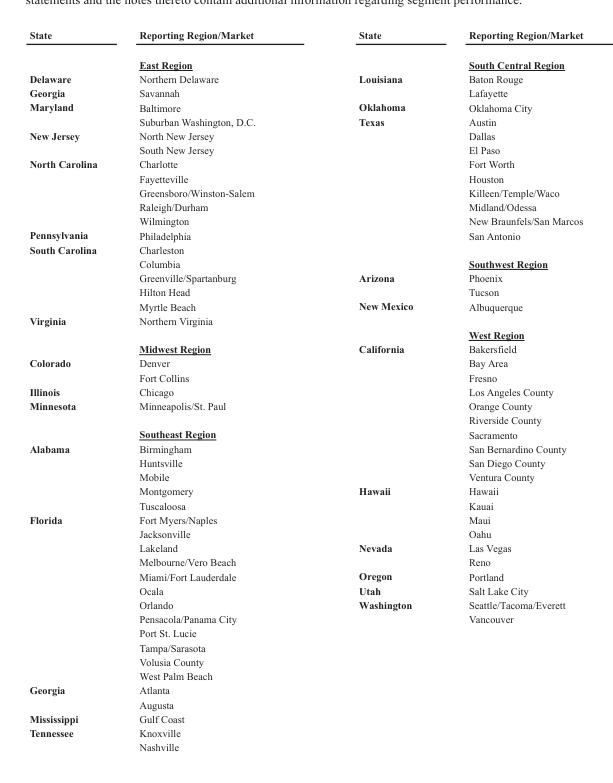 statements and the notes thereto contain additional information regarding segment performance.
State Reporting Region/Market
East Region
Delaware Northern Delaware
Georgia Savannah
Maryland Baltimore
Suburban Washington, D.C.
New Jersey North New Jersey
South New Jersey
North Carolina Charlotte
Fayetteville
Greensboro/Winston-Salem
Raleigh/Durham
Wilmington
Pennsylvania Philadelphia
South Carolina Charleston
Columbia
Greenville/Spartanburg
Hilton Head
Myrtle Beach
Virginia Northern Virginia
Midwest Region
Colorado Denver
Fort Collins
Illinois Chicago
Minnesota Minneapolis/St. Paul
Southeast Region
Alabama Birmingham
Huntsville
Mobile
Montgomery
Tuscaloosa
Florida Fort Myers/Naples
Jacksonville
Lakeland
Melbourne/Vero Beach
Miami/Fort Lauderdale
Ocala
Orlando
Pensacola/Panama City
Port St. Lucie
Tampa/Sarasota
Volusia County
West Palm Beach
Georgia Atlanta
Augusta
Mississippi Gulf Coast
Tennessee Knoxville
Nashville
State Reporting Region/Market
South Central Region
Louisiana Baton Rouge
Lafayette
Oklahoma Oklahoma City
Texas Austin
Dallas
El Paso
Fort Worth
Houston
Killeen/Temple/Waco
Midland/Odessa
New Braunfels/San Marcos
San Antonio
Southwest Region
Arizona Phoenix
Tucson
New Mexico Albuquerque
West Region
California Bakersfield
Bay Area
Fresno
Los Angeles County
Orange County
Riverside County
Sacramento
San Bernardino County
San Diego County
Ventura County
Hawaii Hawaii
Kauai
Maui
Oahu
Nevada Las Vegas
Reno
Oregon Portland
Utah Salt Lake City
Washington Seattle/Tacoma/Everett
Vancouver